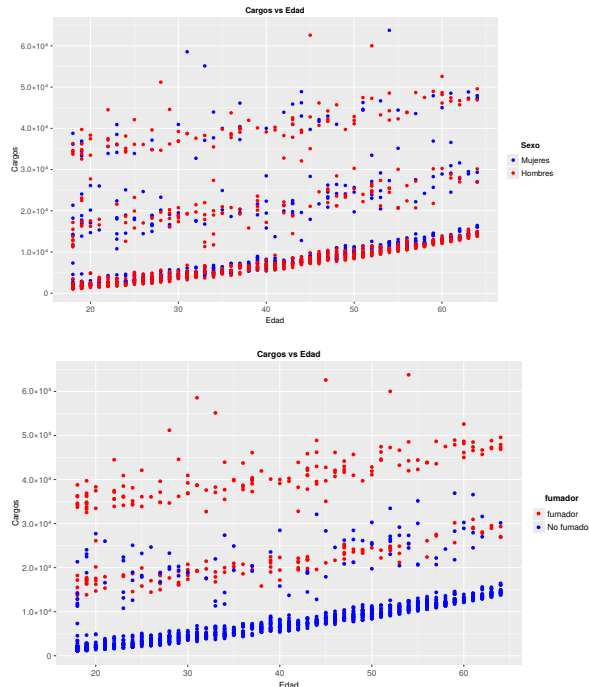 Cargos vs Edad
6.0×10⁴
5.0×10⁴
4.0×10⁴
3.0×10⁴
2.0×10⁴
1.0×10⁴
0
Cargos
20 30 40 50 60
Edad
Sexo
Mujeres
Hombres
Cargos vs Edad
6.0×10⁴
5.0×10⁴
4.0×10⁴
3.0×10⁴
2.0×10⁴
1.0×10⁴
0
Cargos
20 30 40 50 60
Edad
fumador
fumador
No fumador